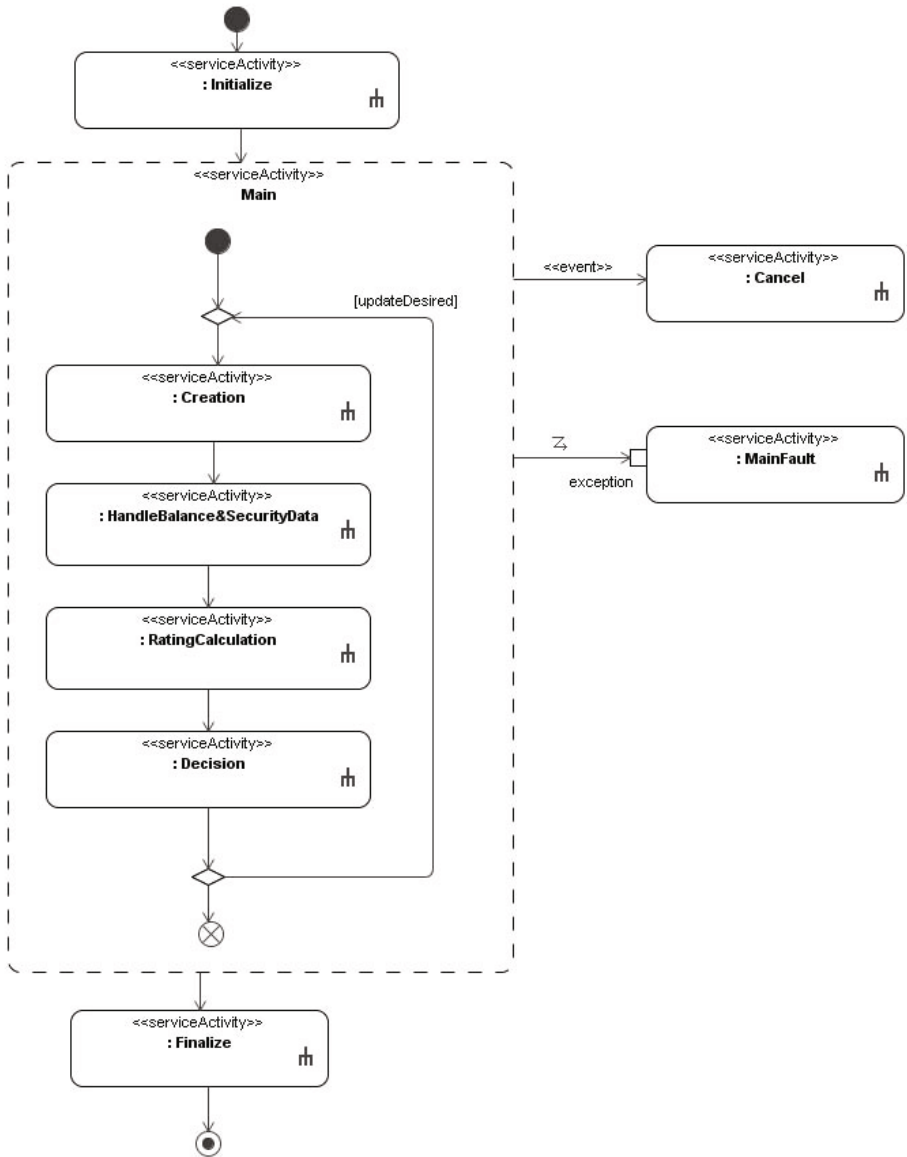 <<serviceActivity>>
: Initialize
<<serviceActivity>>
Main
<<event>>
<<serviceActivity>>
: Cancel
[updateDesired]
<<serviceActivity>>
: Creation
exception
<<serviceActivity>>
: MainFault
<<serviceActivity>>
: HandleBalance&SecurityData
<<serviceActivity>>
: RatingCalculation
<<serviceActivity>>
: Decision
<<serviceActivity>>
: Finalize